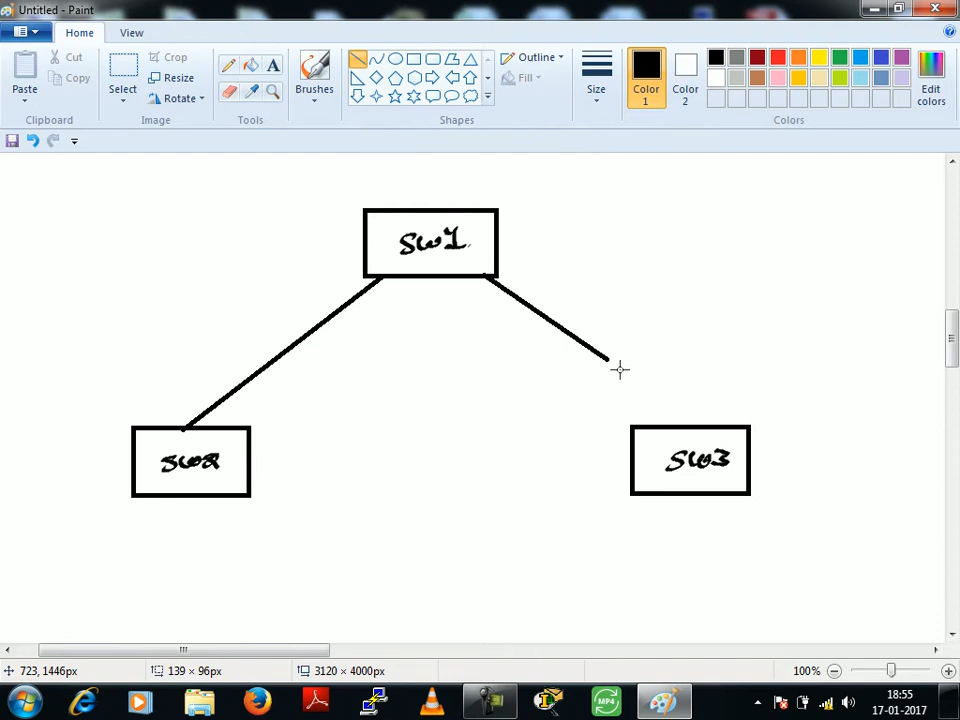 Untitled - Paint
Home View
Cut
Copy
Paste
Clipboard
Select
Crop
Resize
Rotate
Image
A
Tools
Brushes
Outline
Fill
Shapes
Size
Color 1
Color 2
Edit colors
Colors
SW1
SW2
SW3
723, 1446px 139 × 96px 3120 × 4000px 100%
MP4
18:55
17-01-2017